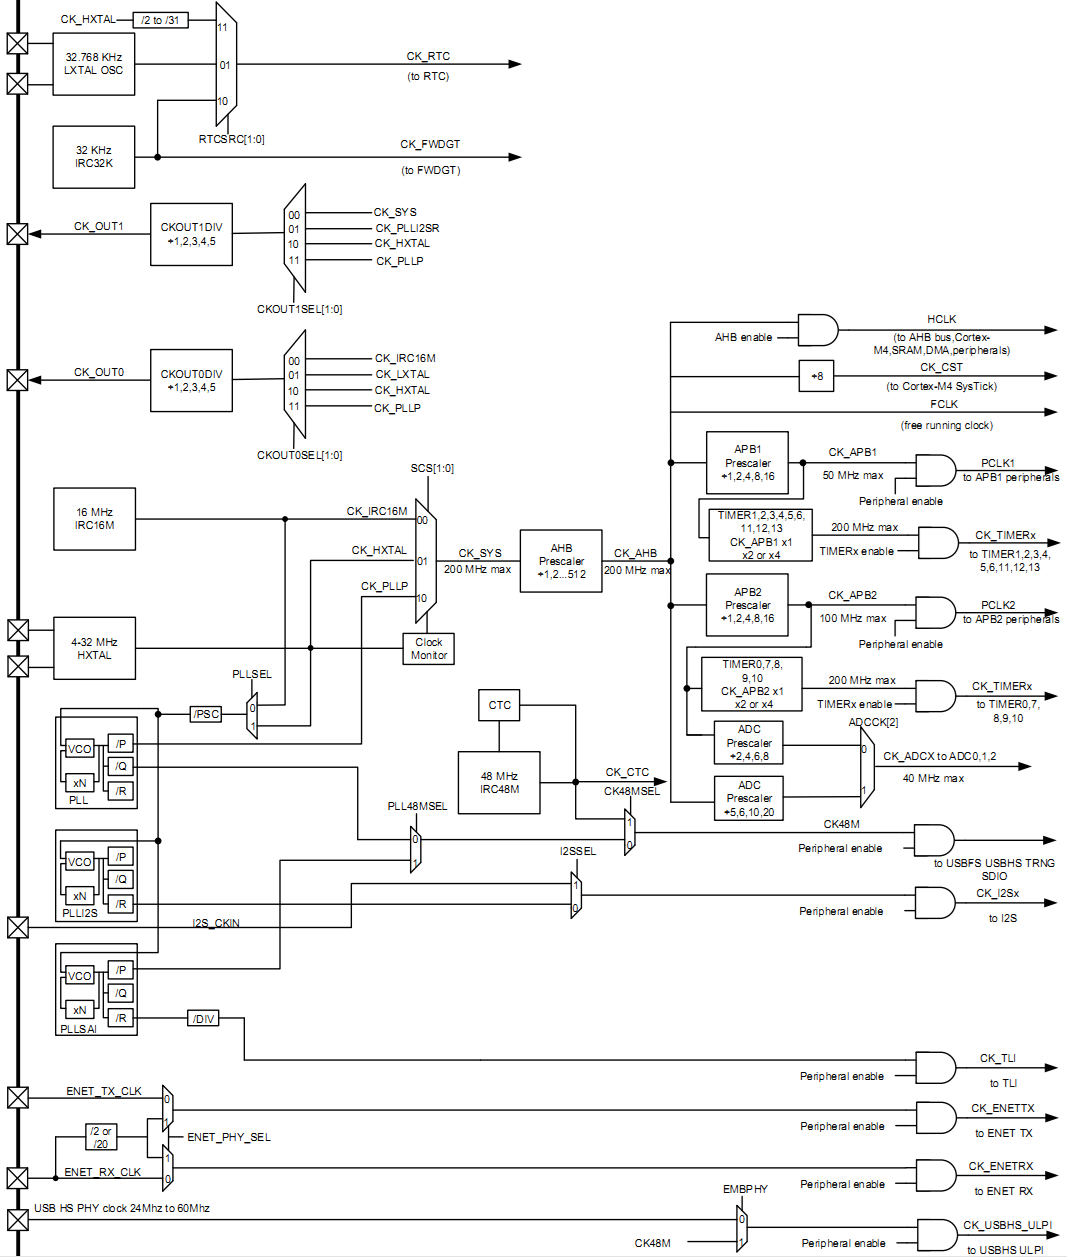 CK_HXTAL
/2 to /31
11
32.768 KHz
LXTAL OSC
01
CK_RTC
(to RTC)
10
RTCSRC[1:0]
32 KHz
IRC32K
CK_FWDGT
(to FWDGT)
CK_OUT1
CKOUT1DIV
÷1,2,3,4,5
00
01
10
11
CK_SYS
CK_PLLI2SR
CK_HXTAL
CK_PLLP
CKOUT1SEL[1:0]
CK_OUT0
CKOUT0DIV
÷1,2,3,4,5
00
01
10
11
CK_IRC16M
CK_LXTAL
CK_HXTAL
CK_PLLP
CKOUT0SEL[1:0]
AHB enable
HCLK
(to AHB bus,Cortex-
M4,SRAM,DMA,peripherals)
÷8
CK_CST
(to Cortex-M4 SysTick)
FCLK
(free running clock)
SCS[1:0]
16 MHz
IRC16M
CK_IRC16M
00
CK_HXTAL
01
CK_PLLP
10
CK_SYS
200 MHz max
AHB
Prescaler
÷1,2...512
CK_AHB
200 MHz max
APB1
Prescaler
÷1,2,4,8,16
CK_APB1
50 MHz max
Peripheral enable
PCLK1
to APB1 peripherals
TIMER1,2,3,4,5,6,
11,12,13
CK_APB1 x1
x2 or x4
200 MHz max
TIMERx enable
CK_TIMERx
to TIMER1,2,3,4,
5,6,11,12,13
APB2
Prescaler
÷1,2,4,8,16
CK_APB2
100 MHz max
Peripheral enable
PCLK2
to APB2 peripherals
4-32 MHz
HXTAL
Clock
Monitor
TIMER0,7,8,
9,10
CK_APB2 x1
x2 or x4
200 MHz max
TIMERx enable
CK_TIMERx
to TIMER0,7,
8,9,10
PLLSEL
/PSC
0
1
CTC
48 MHz
IRC48M
CK_CTC
CK48MSEL
1
0
ADC
Prescaler
÷2,4,6,8
ADC
Prescaler
÷5,6,10,20
ADCCK[2]
0
1
CK_ADCX to ADC0,1,2
40 MHz max
VCO
xN
/P
/Q
/R
PLL
PLL48MSEL
0
1
CK48M
Peripheral enable
to USBFS USBHS TRNG
SDIO
VCO
xN
/P
/Q
/R
PLLI2S
I2SSEL
1
0
Peripheral enable
CK_I2Sx
to I2S
I2S_CKIN
VCO
xN
/P
/Q
/R
PLLSAI
/DIV
Peripheral enable
CK_TLI
to TLI
ENET_TX_CLK
0
1
Peripheral enable
CK_ENETTX
to ENET TX
/2 or
/20
ENET_PHY_SEL
ENET_RX_CLK
1
0
Peripheral enable
CK_ENETRX
to ENET RX
USB HS PHY clock 24Mhz to 60Mhz
EMBPHY
0
1
CK48M
Peripheral enable
CK_USBHS_ULPI
to USBHS ULPI